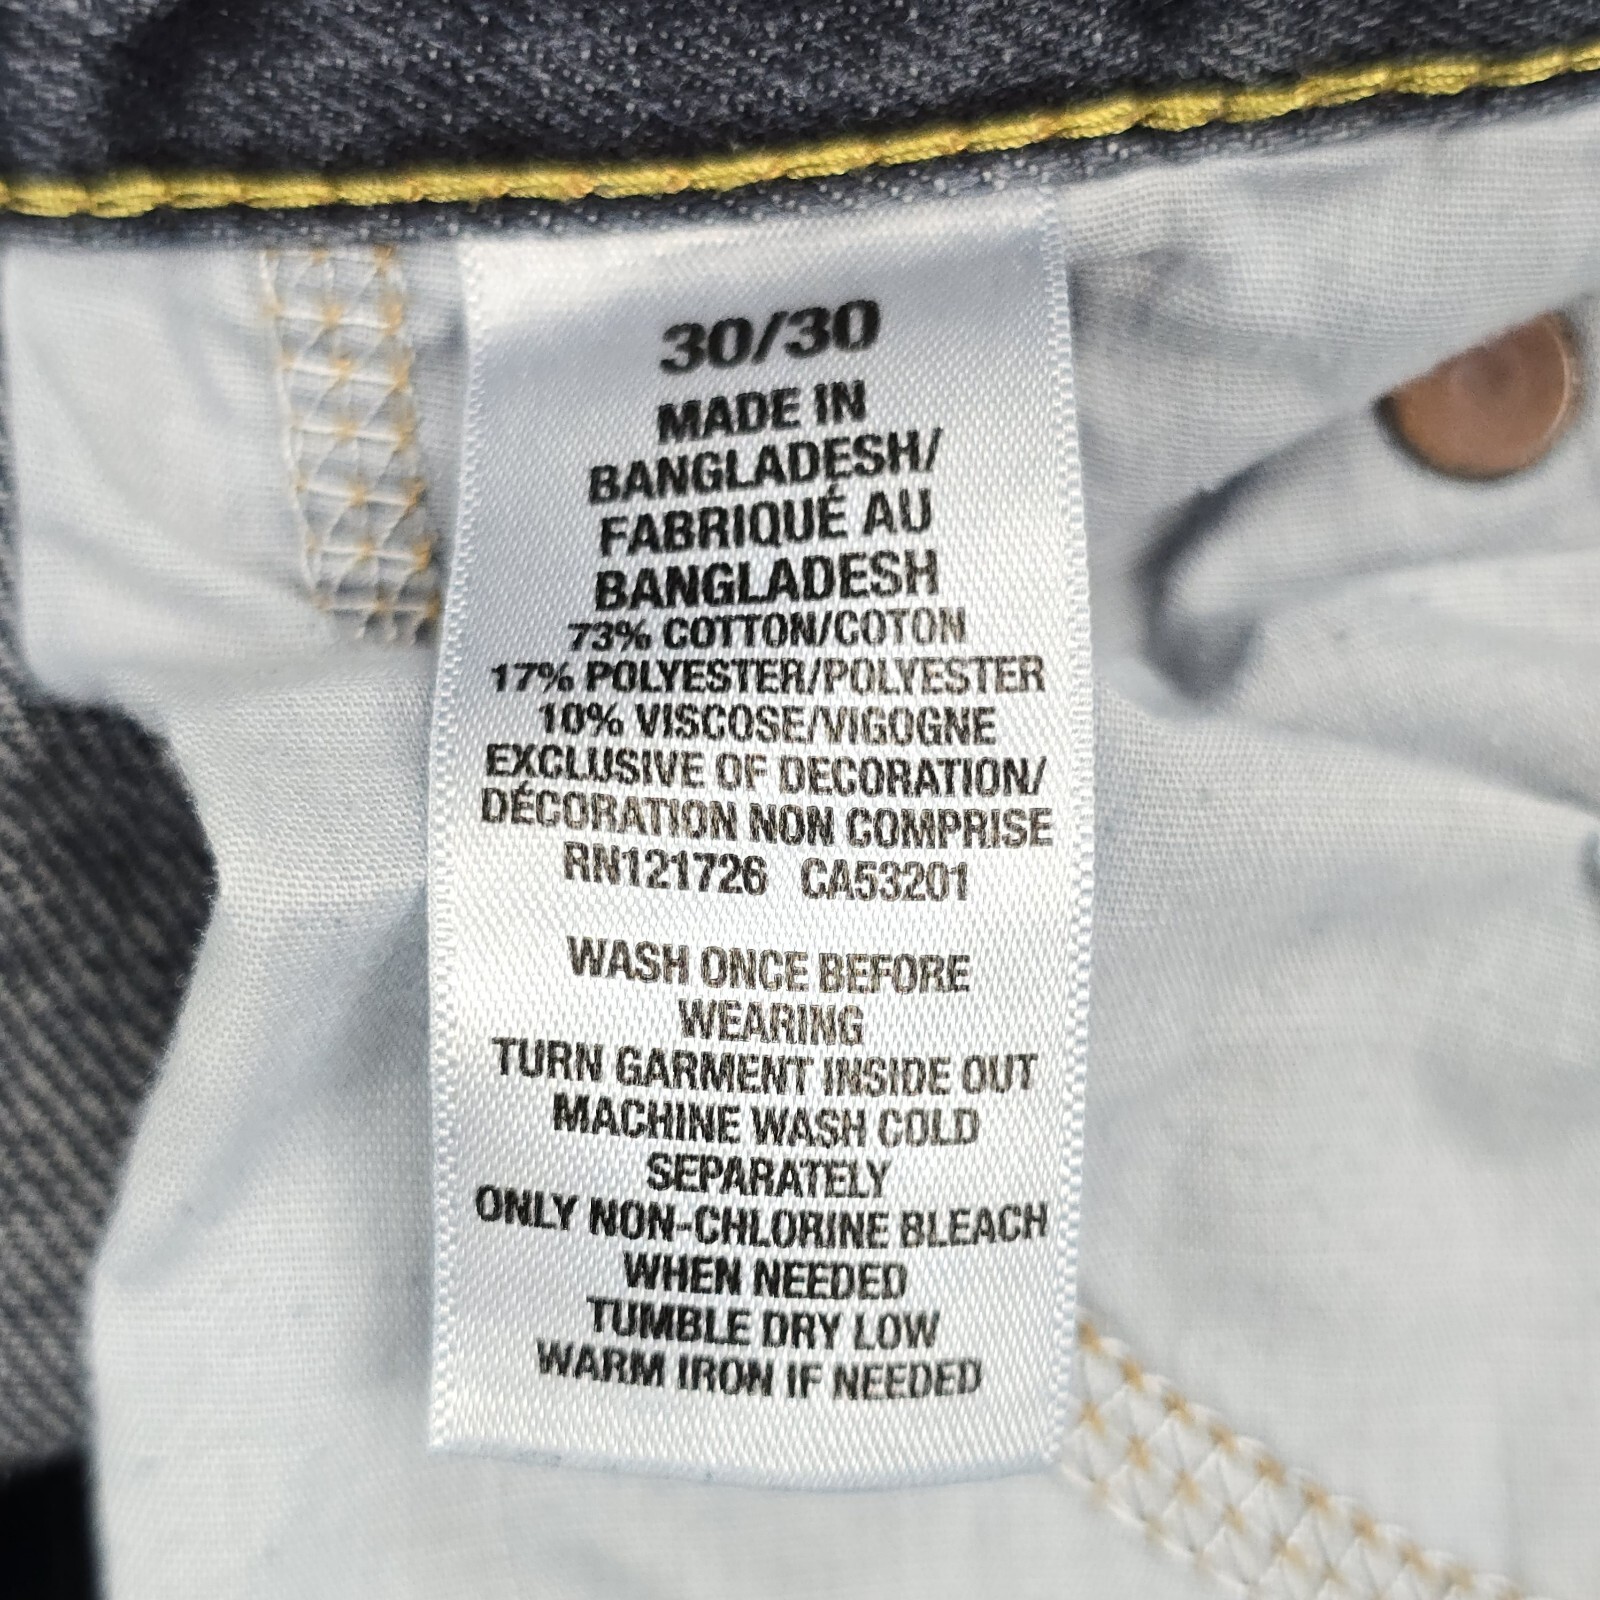 30/30
MADE IN
BANGLADESH/
FABRIQUÉ AU
BANGLADESH
73% COTTON/COTON
17% POLYESTER/POLYESTER
10% VISCOSE/VIGOGNE
EXCLUSIVE OF DECORATION/
DÉCORATION NON COMPRISE
RN121726 CA53201
WASH ONCE BEFORE
WEARING
TURN GARMENT INSIDE OUT
MACHINE WASH COLD
SEPARATELY
ONLY NON-CHLORINE BLEACH
WHEN NEEDED
TUMBLE DRY LOW
WARM IRON IF NEEDED